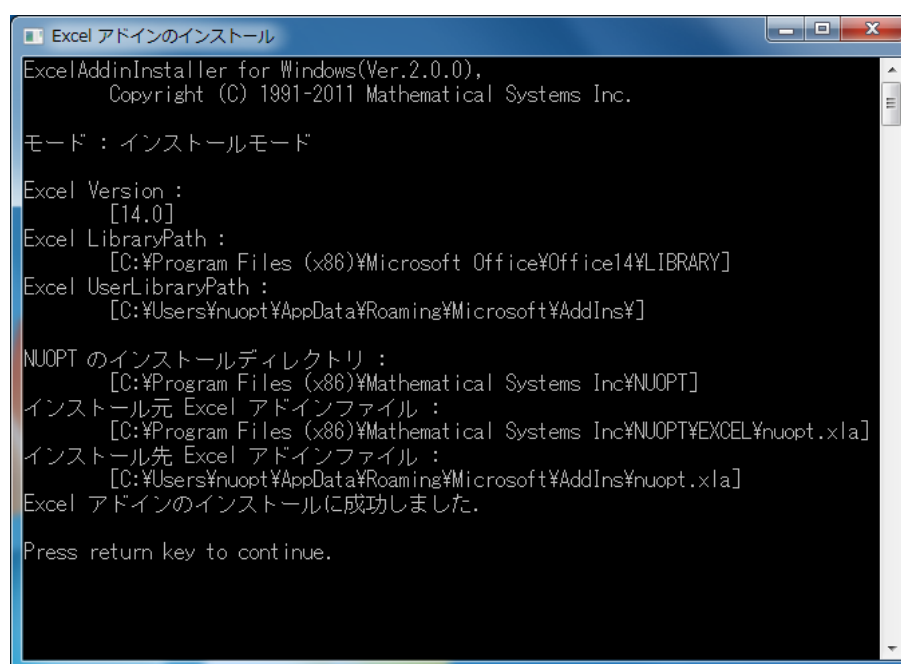 Excel アドインのインストール
ExcelAddinInstaller for Windows(Ver.2.0.0),
Copyright (C) 1991-2011 Mathematical Systems Inc.
モード : インストールモード
Excel Version :
[14.0]
Excel LibraryPath :
[C:¥Program Files (x86)¥Microsoft Office¥Office14¥LIBRARY]
Excel UserLibraryPath :
[C:¥Users¥nuopt¥AppData¥Roaming¥Microsoft¥AddIns¥]
NUOPT のインストールディレクトリ :
[C:¥Program Files (x86)¥Mathematical Systems Inc¥NUOPT]
インストール元 Excel アドインファイル :
[C:¥Program Files (x86)¥Mathematical Systems Inc¥NUOPT¥EXCEL¥nuopt.xla]
インストール先 Excel アドインファイル :
[C:¥Users¥nuopt¥AppData¥Roaming¥Microsoft¥AddIns¥nuopt.xla]
Excel アドインのインストールに成功しました.
Press return key to continue.